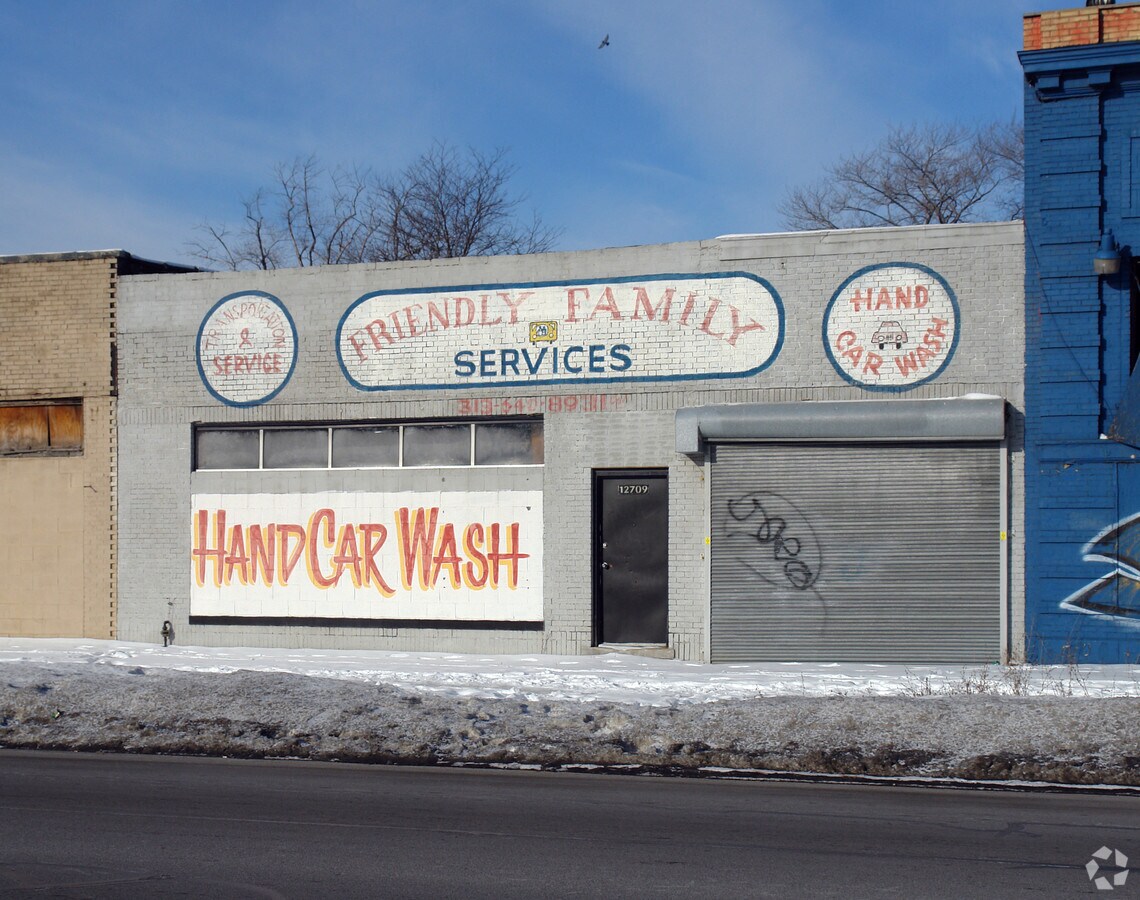 TRANSPORTATION
&
SERVICE
FRIENDLY FAMILY
SERVICES
HAND
CAR WASH
12709
HAND CAR WASH